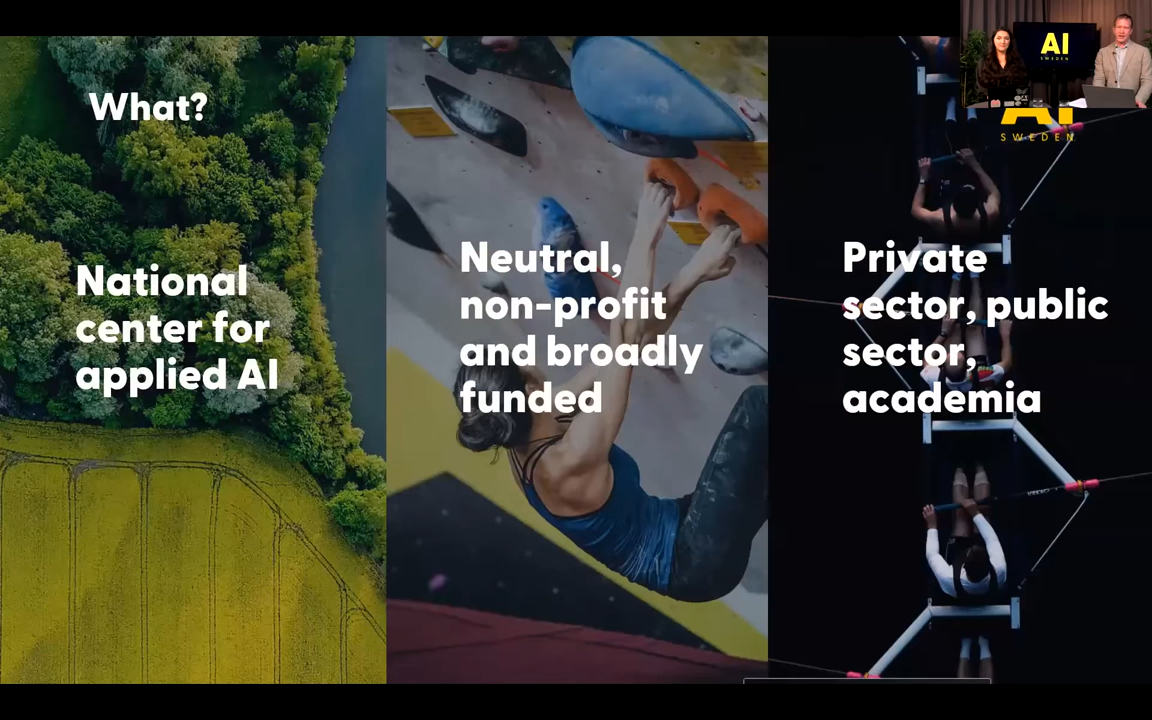 What?
National
center for
applied AI
Neutral,
non-profit
and broadly
funded
Private
sector, public
sector,
academia
AI
SWEDEN
AI
SWEDEN